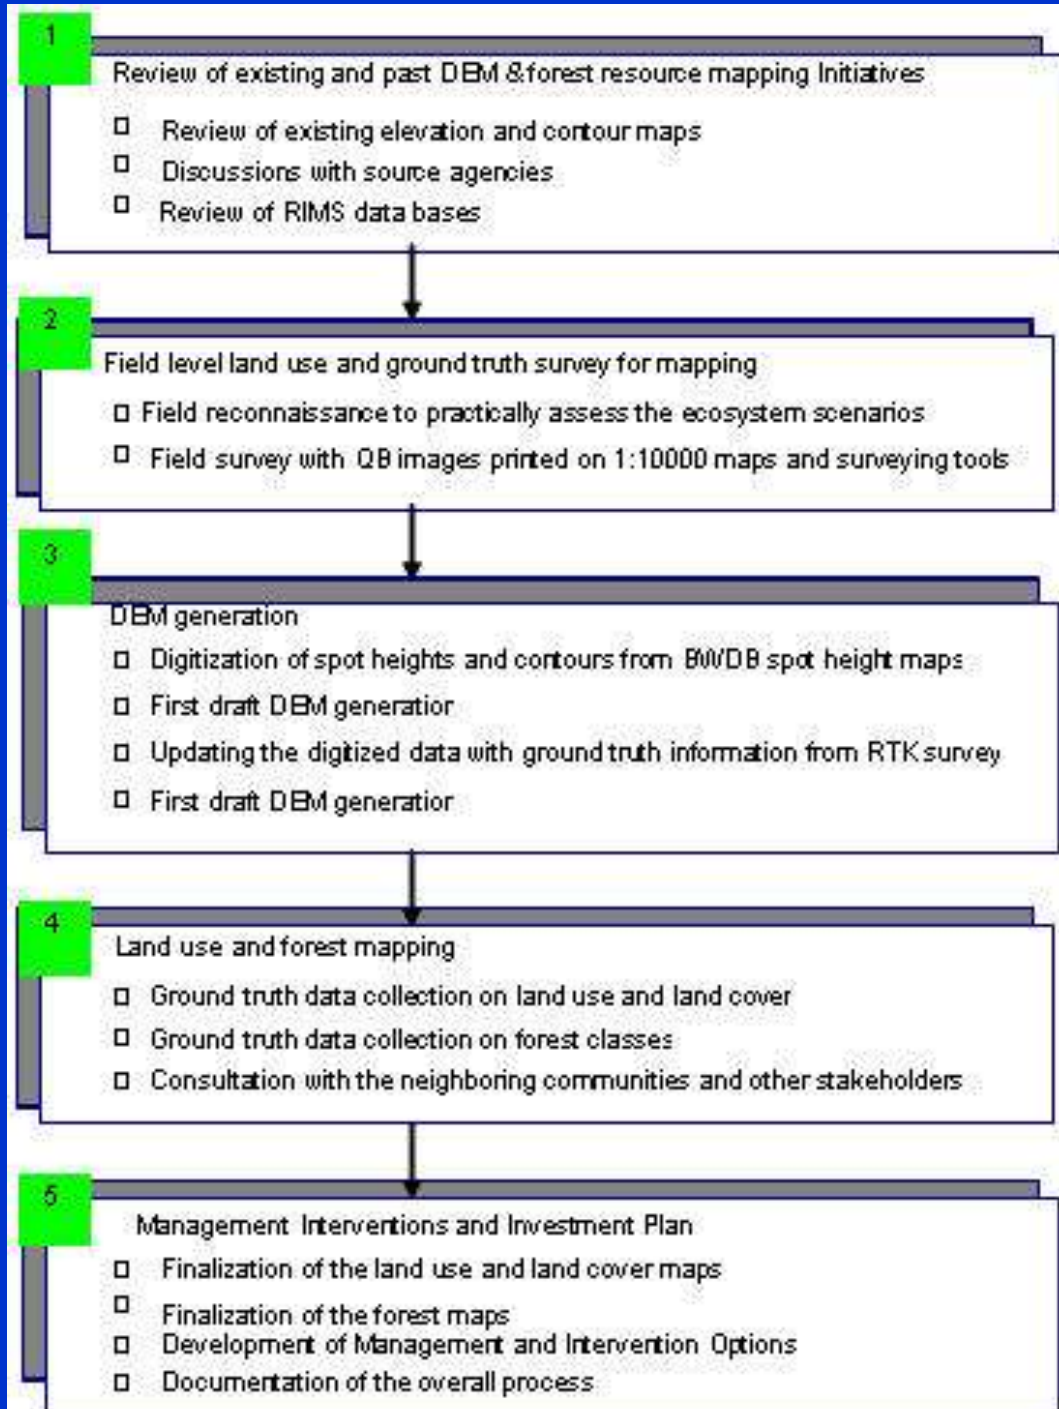 1
Review of existing and past DEM & forest resource mapping Initiatives
Review of existing elevation and contour maps
Discussions with source agencies
Review of RIMS data bases
2
Field level land use and ground truth survey for mapping
Field reconnaissance to practically assess the ecosystem scenarios
Field survey with QB images printed on 1:10000 maps and surveying tools
3
DEM generation
Digitization of spot heights and contours from BWDB spot height maps
First draft DEM generation
Updating the digitized data with ground truth information from RTK survey
First draft DEM generation
4
Land use and forest mapping
Ground truth data collection on land use and land cover
Ground truth data collection on forest classes
Consultation with the neighboring communities and other stakeholders
5
Management Interventions and Investment Plan
Finalization of the land use and land cover maps
Finalization of the forest maps
Development of Management and Intervention Options
Documentation of the overall process